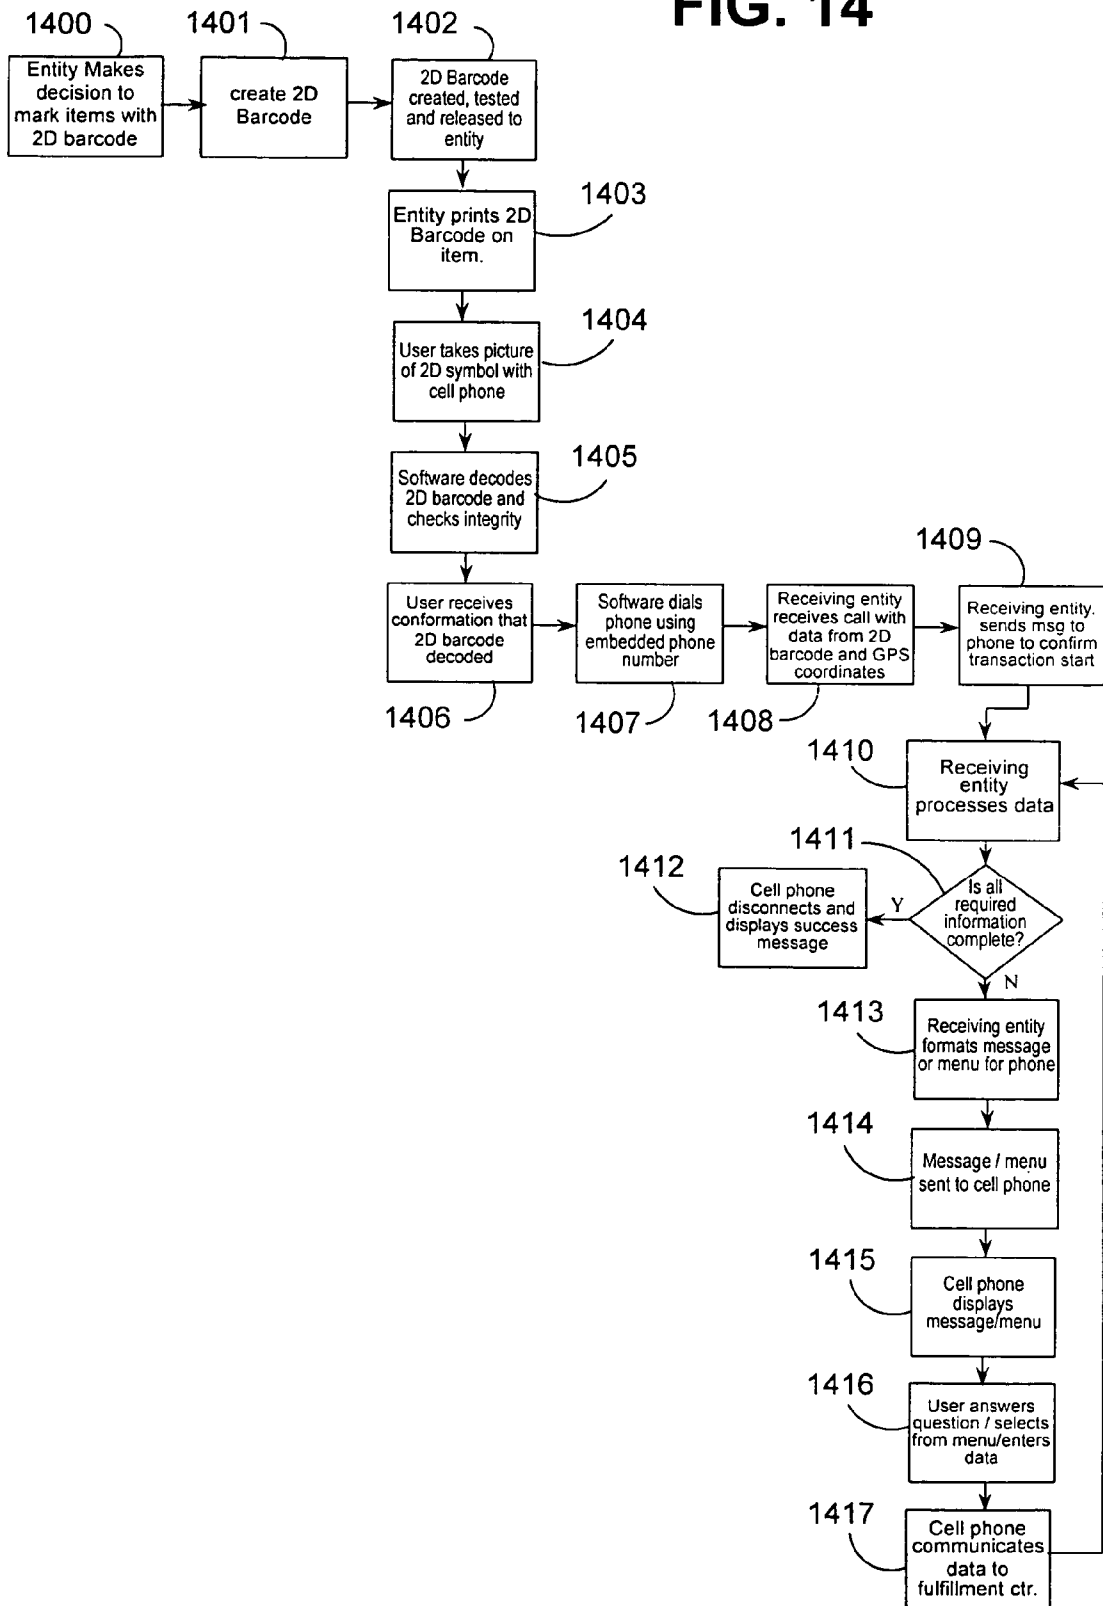 FIG. 14
1400
1401
1402
Entity Makes
decision to
mark items with
2D barcode
create 2D
Barcode
2D Barcode
created, tested
and released to
entity
1403
Entity prints 2D
Barcode on
item.
1404
User takes picture
of 2D symbol with
cell phone
1405
Software decodes
2D barcode and
checks integrity
1409
User receives
conformation that
2D barcode
decoded
Software dials
phone using
embedded phone
number
Receiving entity
receives call with
data from 2D
barcode and GPS
coordinates
Receiving entity.
sends msg to
phone to confirm
transaction start
1406
1407
1408
1410
Receiving
entity
processes data
1411
1412
Cell phone
disconnects and
displays success
message
Y
Is all
required
information
complete?
N
1413
Receiving entity
formats message
or menu for phone
1414
Message / menu
sent to cell phone
1415
Cell phone
displays
message/menu
1416
User answers
question / selects
from menu/enters
data
1417
Cell phone
communicates
data to
fulfillment ctr.